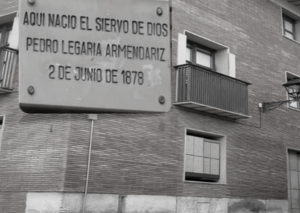 AQUI NACIO EL SIERVO DE DIOS
PEDRO LEGARIA ARMENDARIZ
2 DE JUNIO DE 1878